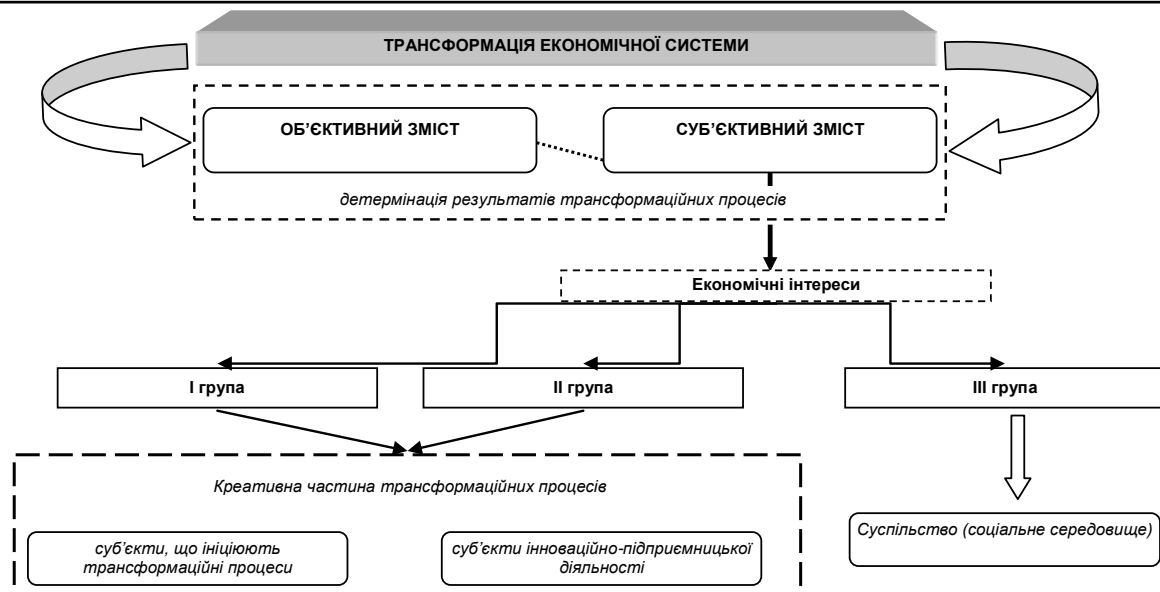 ТРАНСФОРМАЦІЯ ЕКОНОМІЧНОЇ СИСТЕМИ
ОБ’ЄКТИВНИЙ ЗМІСТ
СУБ’ЄКТИВНИЙ ЗМІСТ
детермінація результатів трансформаційних процесів
Економічні інтереси
І група
ІІ група
ІІІ група
Креативна частина трансформаційних процесів
суб’єкти, що ініціюють
трансформаційні процеси
суб’єкти інноваційно-підприємницької
діяльності
Суспільство (соціальне середовище)